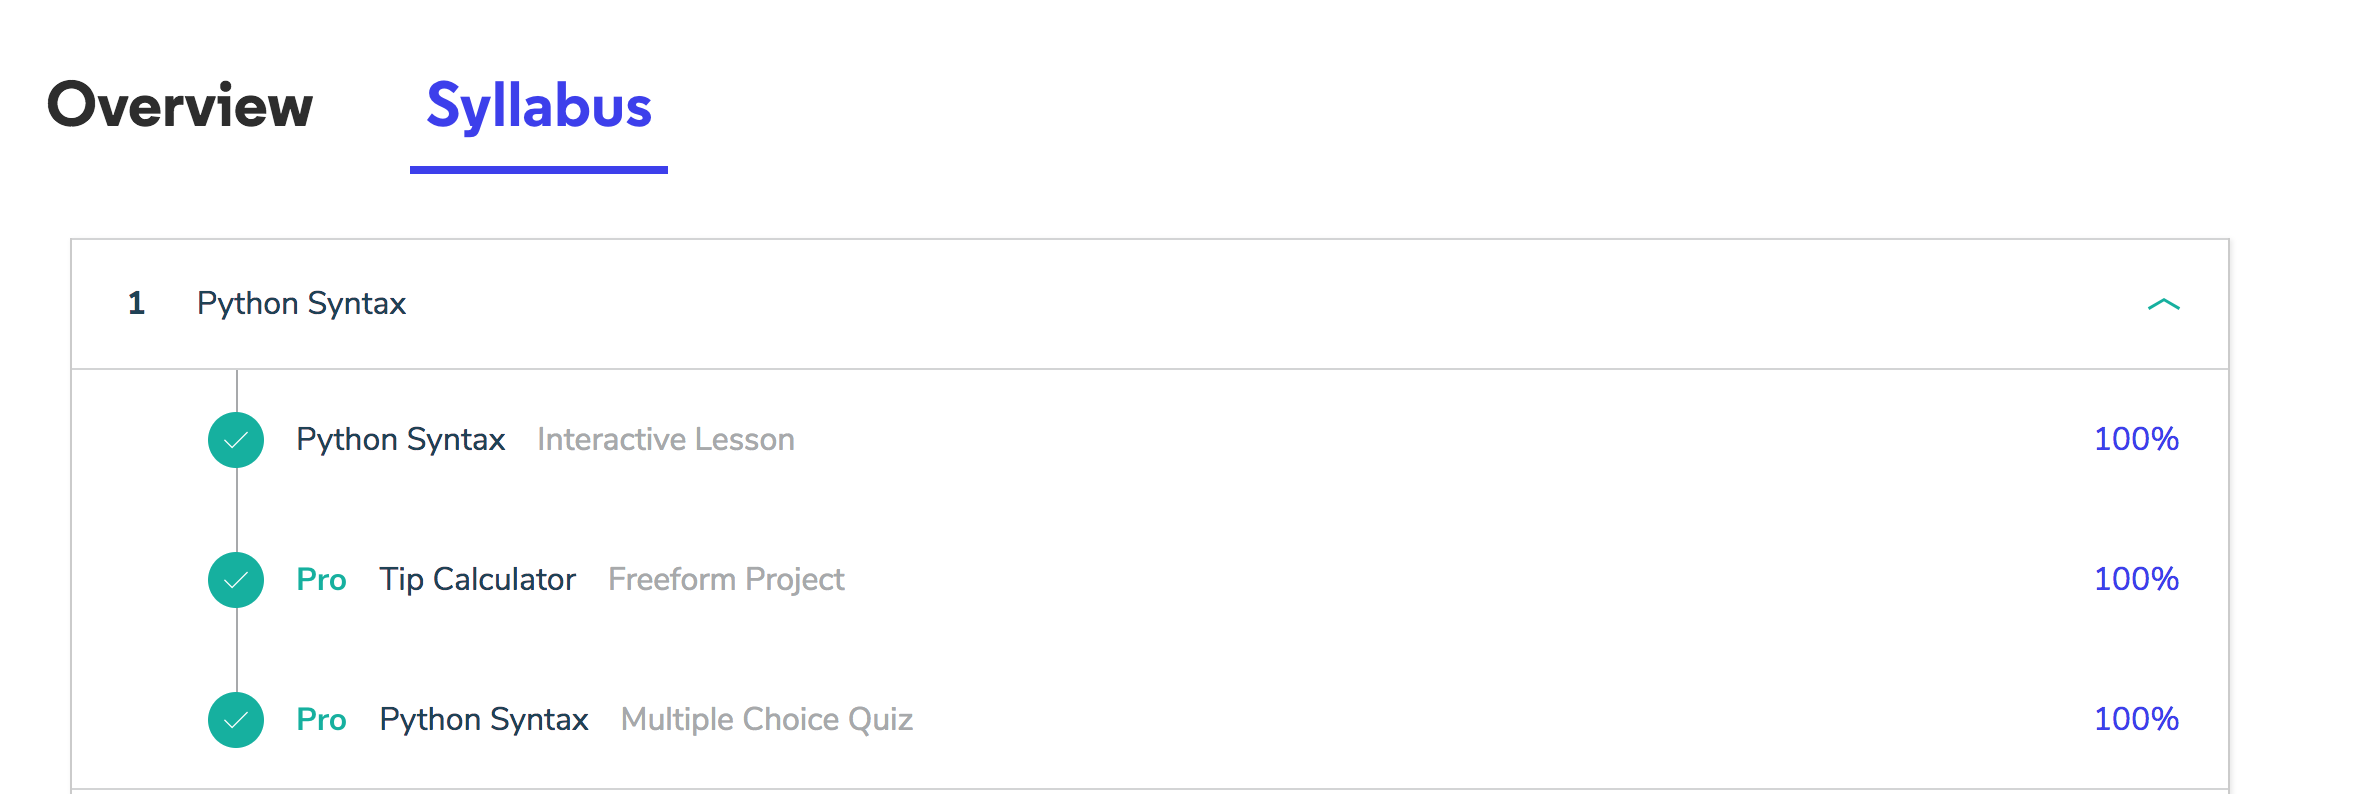 Overview Syllabus
1 Python Syntax
Python Syntax Interactive Lesson 100%
Pro Tip Calculator Freeform Project 100%
Pro Python Syntax Multiple Choice Quiz 100%